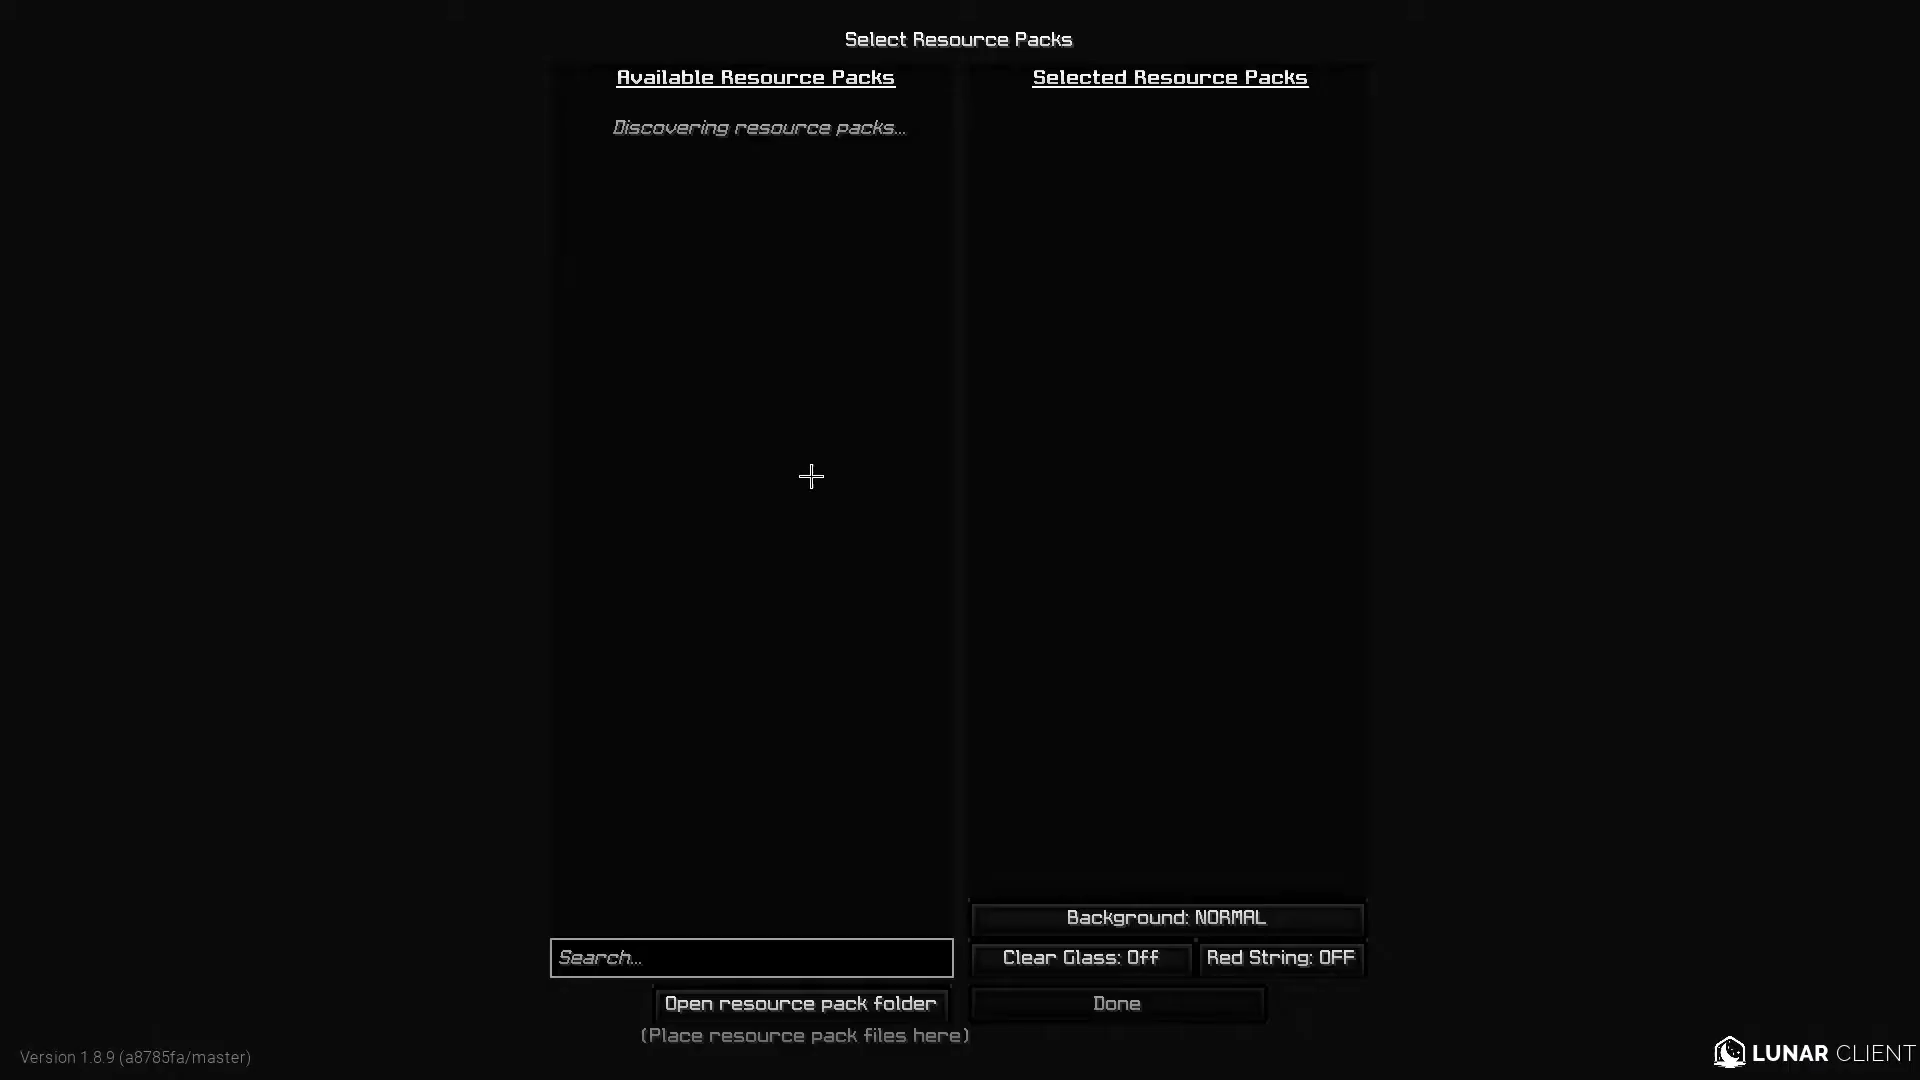 Select Resource Packs
Available Resource Packs
Selected Resource Packs
Discovering resource packs...
Background: NORMAL
Search...
Clear Glass: Off
Red String: OFF
Open resource pack folder
Done
(Place resource pack files here)
Version 1.8.9 (a8785fa/master)
LUNAR CLIENT